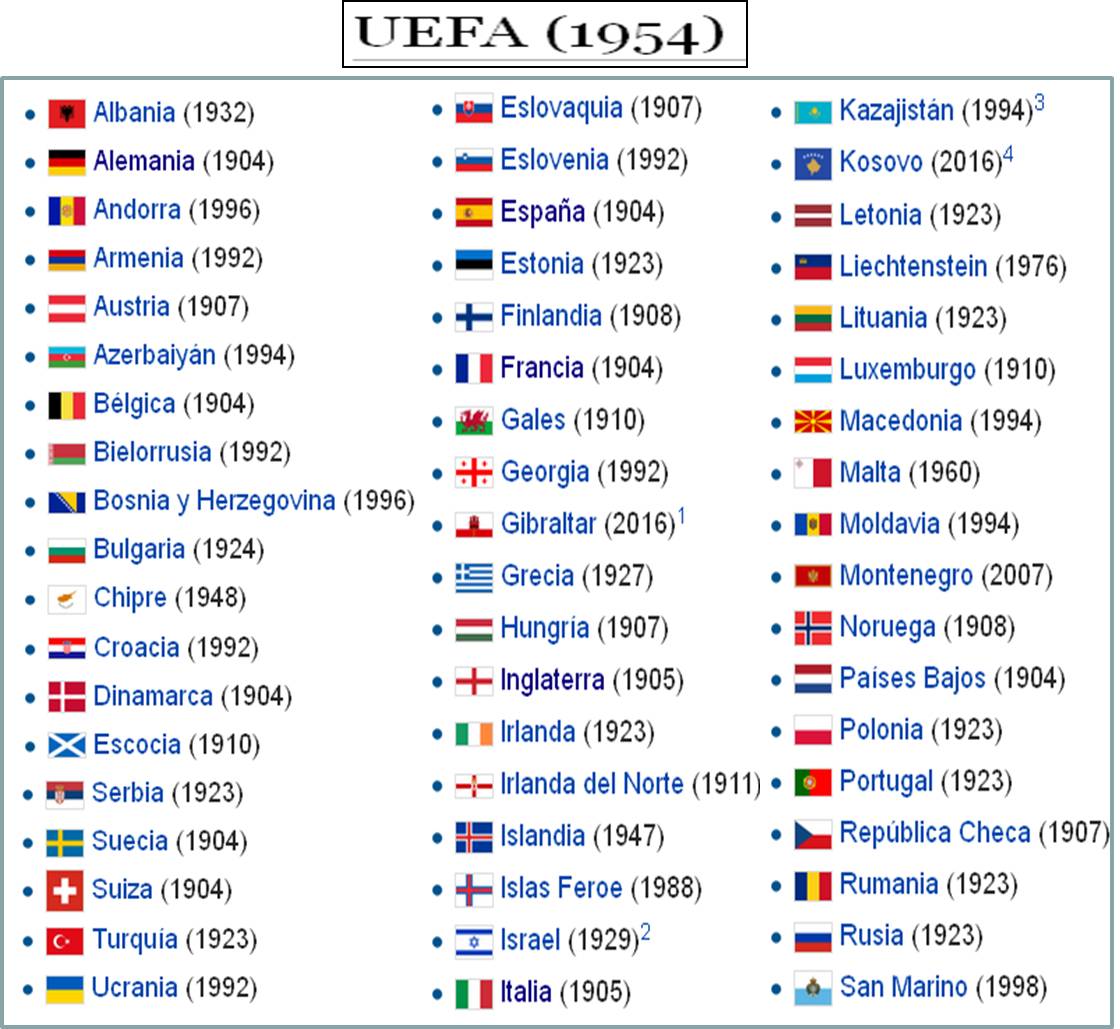 UEFA (1954)
Albania (1932)
Alemania (1904)
Andorra (1996)
Armenia (1992)
Austria (1907)
Azerbaiyán (1994)
Bélgica (1904)
Bielorrusia (1992)
Bosnia y Herzegovina (1996)
Bulgaria (1924)
Chipre (1948)
Croacia (1992)
Dinamarca (1904)
Escocia (1910)
Serbia (1923)
Suecia (1904)
Suiza (1904)
Turquía (1923)
Ucrania (1992)
Eslovaquia (1907)
Eslovenia (1992)
España (1904)
Estonia (1923)
Finlandia (1908)
Francia (1904)
Gales (1910)
Georgia (1992)
Gibraltar (2016)1
Grecia (1927)
Hungría (1907)
Inglaterra (1905)
Irlanda (1923)
Irlanda del Norte (1911)
Islandia (1947)
Islas Feroe (1988)
Israel (1929)2
Italia (1905)
Kazajistán (1994)3
Kosovo (2016)4
Letonia (1923)
Liechtenstein (1976)
Lituania (1923)
Luxemburgo (1910)
Macedonia (1994)
Malta (1960)
Moldavia (1994)
Montenegro (2007)
Noruega (1908)
Países Bajos (1904)
Polonia (1923)
Portugal (1923)
República Checa (1907)
Rumania (1923)
Rusia (1923)
San Marino (1998)